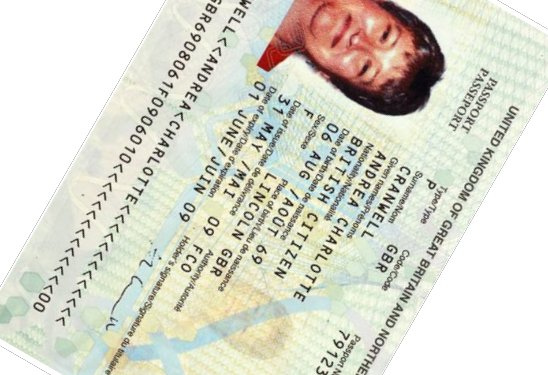 UNITED KINGDOM OF GREAT BRITAIN AND NORTHE
PASSPORT
PASSEPORT
Type/Type
P
Code/Code
GBR
Passport N
79123
Surname/Nom
CRANWELL
Given names/Prénoms
ANDREA CHARLOTTE
Nationality/Nationalité
BRITISH CITIZEN
Date of birth/Date de naissance
06 AUG /AOÛT 69
Sex/Sexe
F
Place of birth/Lieu de naissance
LINCOLN GBR
Date of issue/Date de délivrance
31 MAY /MAI 09
Authority/Autorité
FCO
Date of expiry/Date d'expiration
01 JUNE/JUIN 09
Holder's signature/Signature du titulaire
WELL<<ANDREA<CHARLOTTE<<<<<<<<<<
GBR6908061F0906010<<<<<<<<<<<<<<00